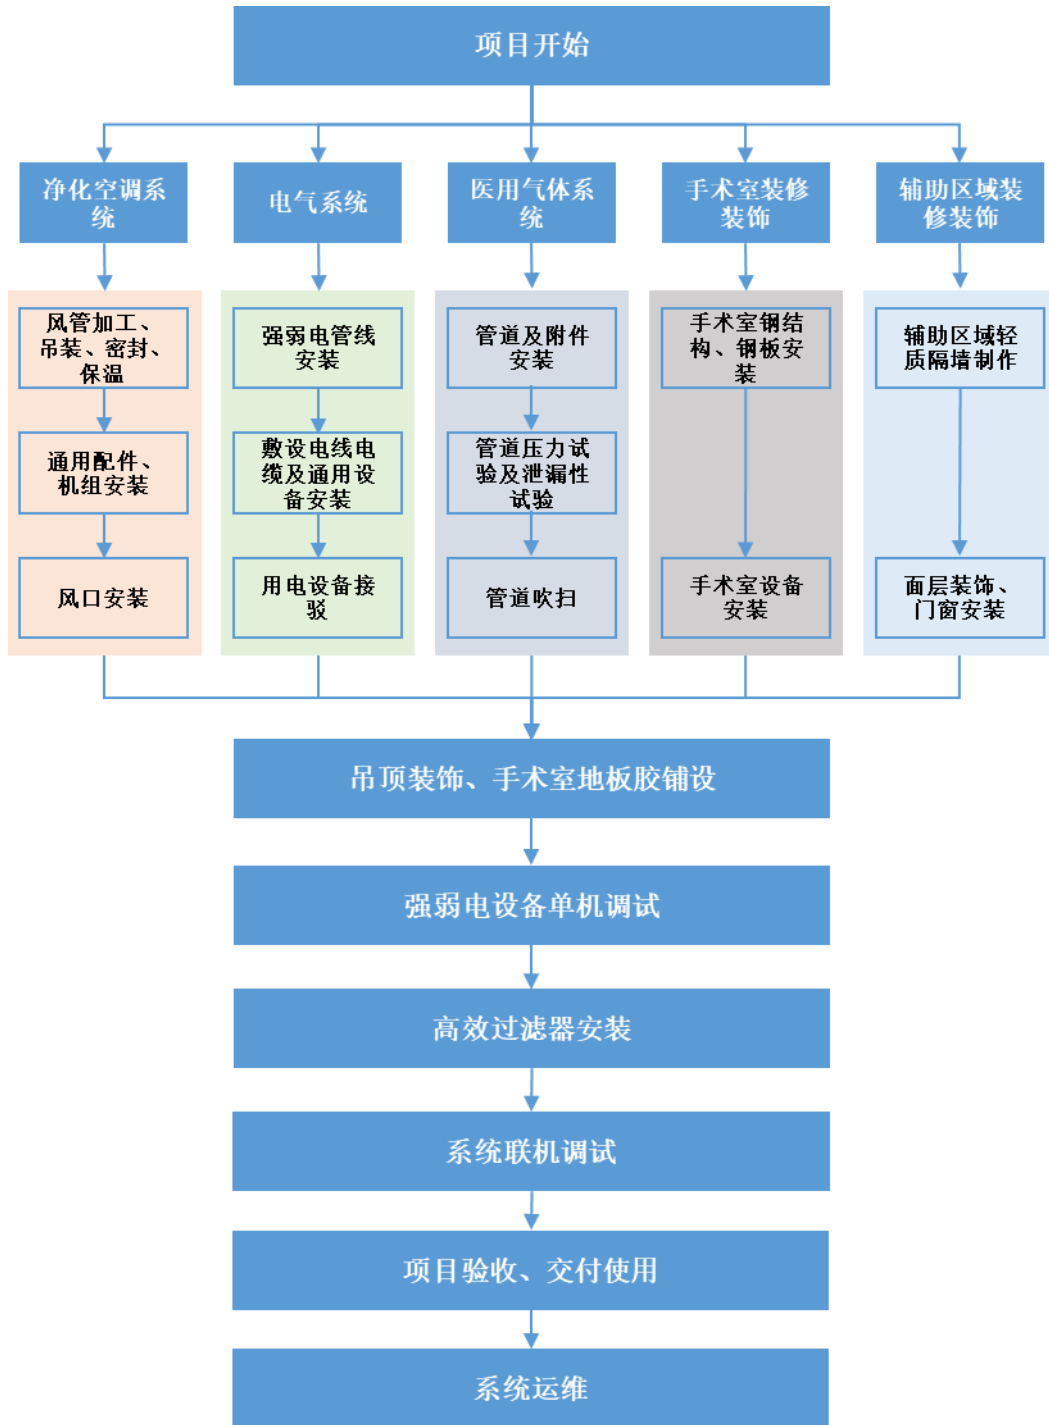 项目开始
净化空调系
统
电气系统
医用气体系
统
手术室装修
装饰
辅助区域装
修装饰
风管加工、
吊装、密封、
保温
强弱电管线
安装
管道及附件
安装
手术室钢结
构、钢板安
装
辅助区域轻
质隔墙制作
通用配件、
机组安装
敷设电线电
缆及通用设
备安装
管道压力试
验及泄漏性
试验
风口安装
用电设备接
驳
管道吹扫
手术室设备
安装
面层装饰、
门窗安装
吊顶装饰、手术室地板胶铺设
强弱电设备单机调试
高效过滤器安装
系统联机调试
项目验收、交付使用
系统运维